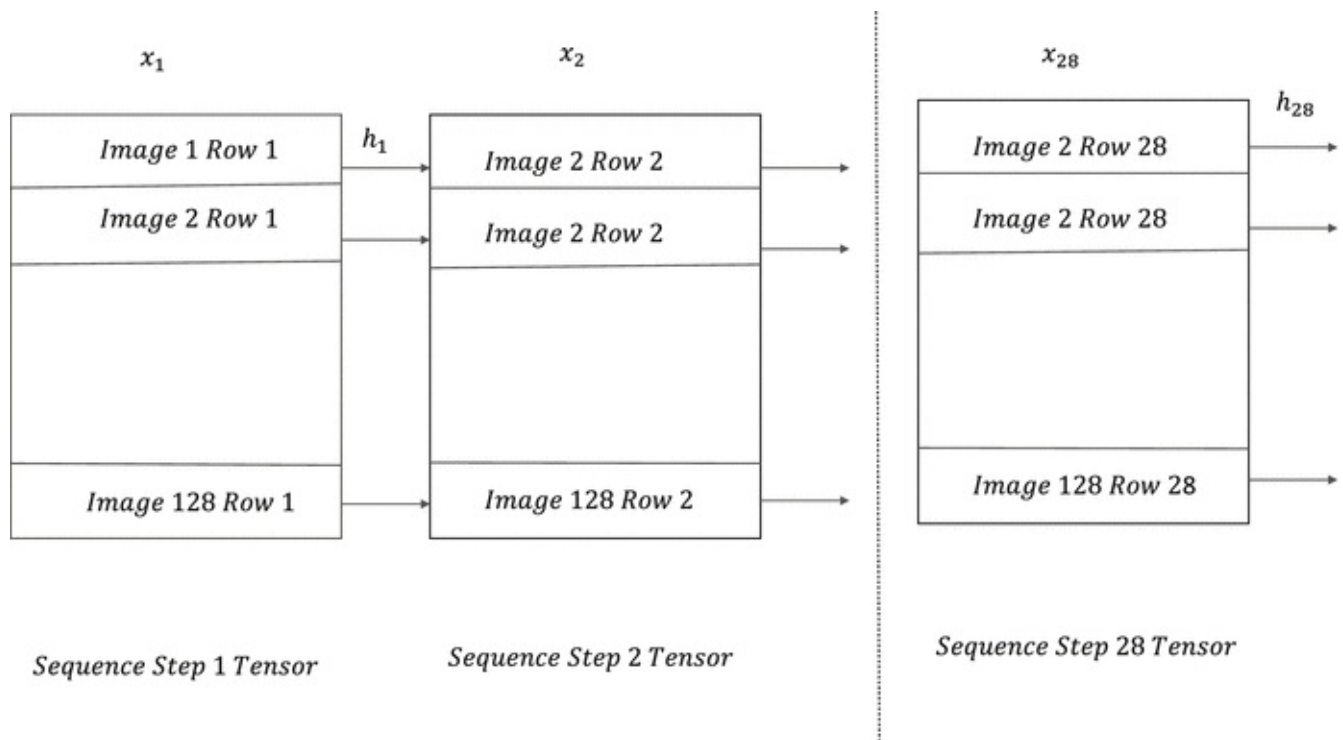 x₁
x₂
x₂₈
Image 1 Row 1
h₁
Image 2 Row 2
Image 2 Row 28
h₂₈
Image 2 Row 1
Image 2 Row 2
Image 2 Row 28
Image 128 Row 1
Image 128 Row 2
Image 128 Row 28
Sequence Step 1 Tensor
Sequence Step 2 Tensor
Sequence Step 28 Tensor